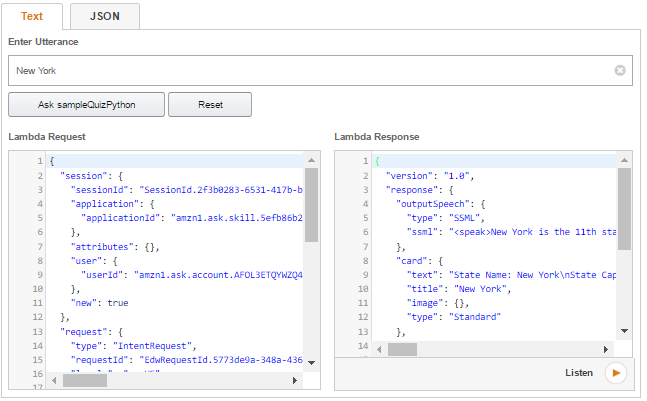 Text JSON
Enter Utterance
New York
Ask sampleQuizPython Reset
Lambda Request
1 {
2 "session": {
3 "sessionId": "SessionId.2f3b0283-6531-417b-b
4 "application": {
5 "applicationId": "amzn1.ask.skill.5efb86b2
6 },
7 "attributes": {},
8 "user": {
9 "userId": "amzn1.ask.account.AFOL3ETQYWZQ4
10 },
11 "new": true
12 },
13 "request": {
14 "type": "IntentRequest",
15 "requestId": "EdwRequestId.5773de9a-348a-436
16
17
Lambda Response
1 {
2 "version": "1.0",
3 "response": {
4 "outputSpeech": {
5 "type": "SSML",
6 "ssml": "<speak>New York is the 11th sta
7 },
8 "card": {
9 "text": "State Name: New York\nState Cap
10 "title": "New York",
11 "image": {},
12 "type": "Standard"
13 },
14
Listen